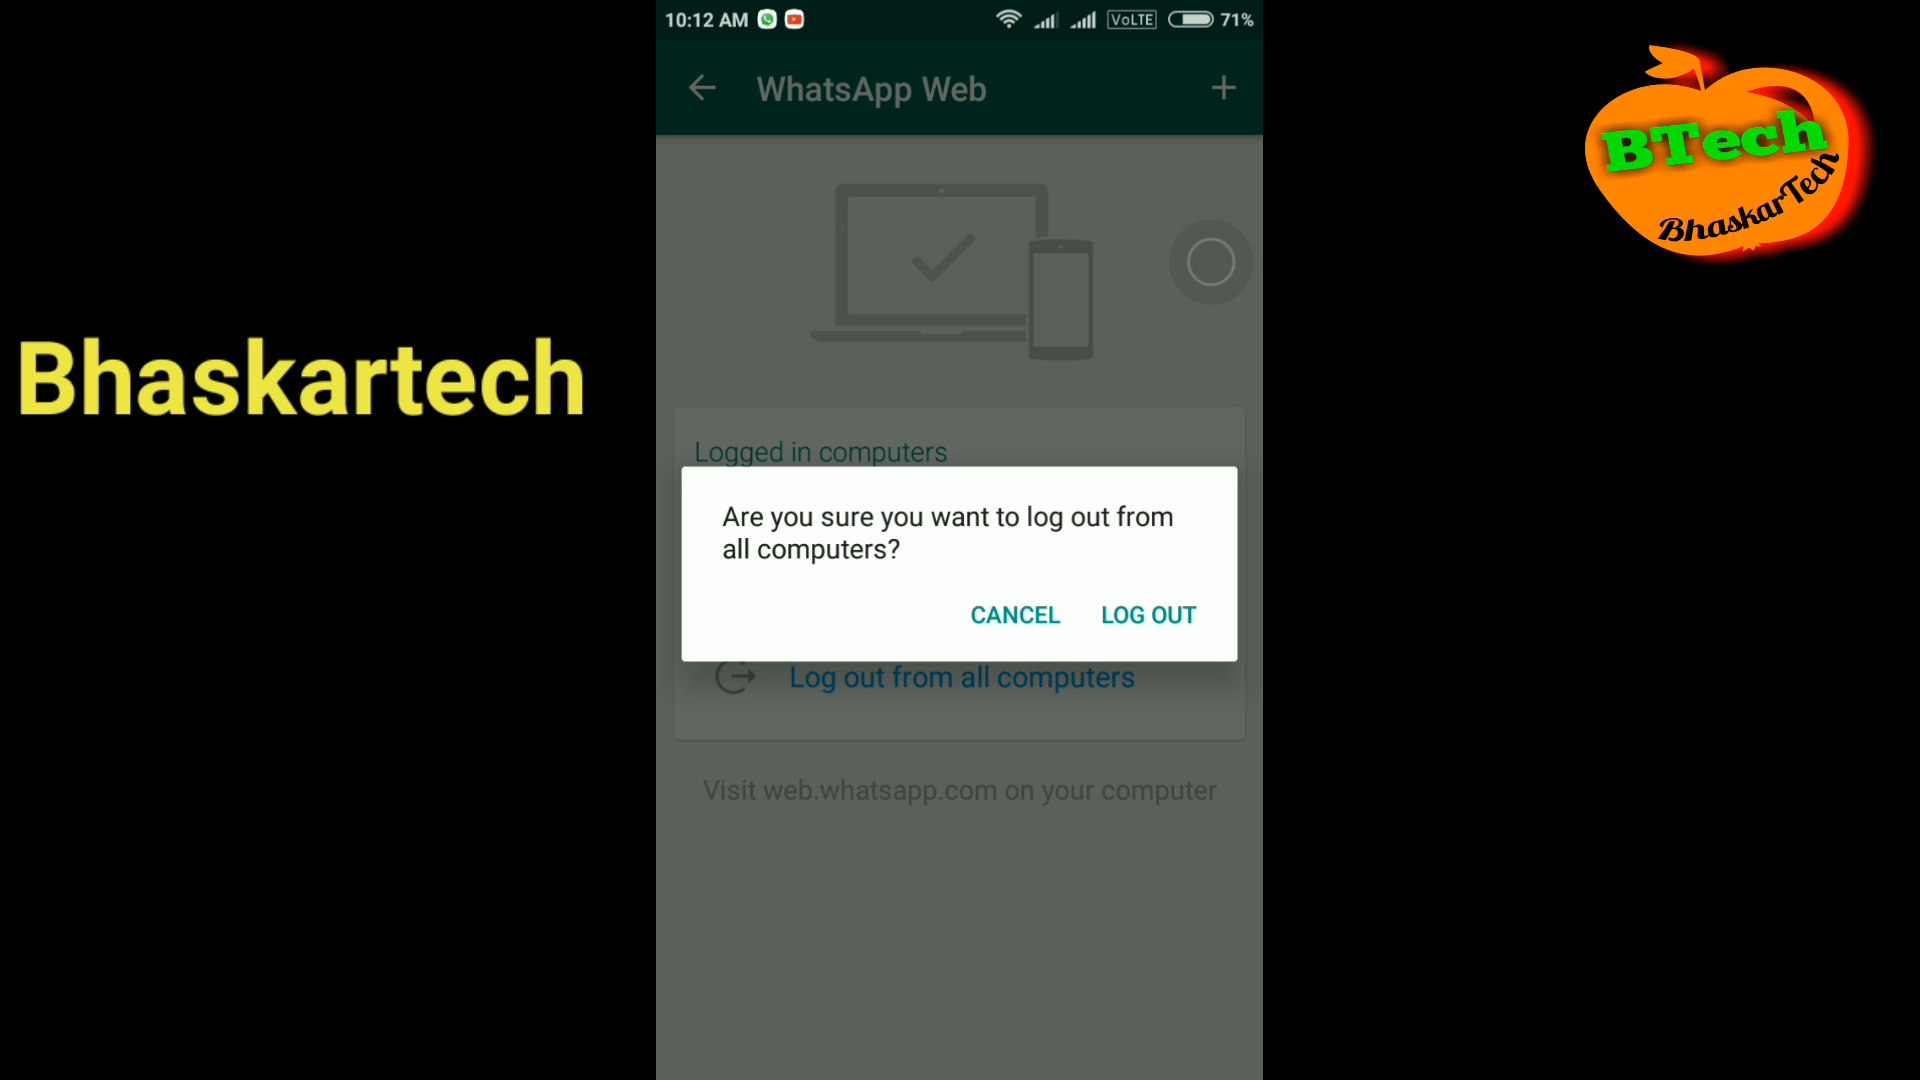 10:12 AM
VoLTE
71%
WhatsApp Web
BTech
BhaskarTech
Bhaskartech
Logged in computers
Are you sure you want to log out from
all computers?
CANCEL
LOG OUT
Log out from all computers
Visit web.whatsapp.com on your computer